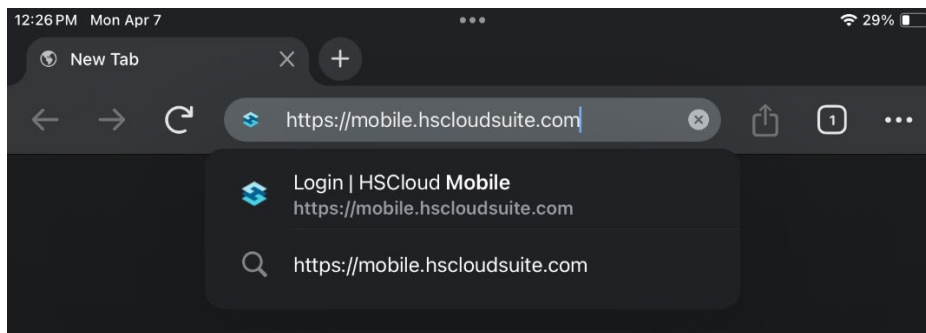 12:26 PM Mon Apr 7
29%
New Tab
https://mobile.hscloudsuite.com
1
Login | HSCloud Mobile
https://mobile.hscloudsuite.com
https://mobile.hscloudsuite.com